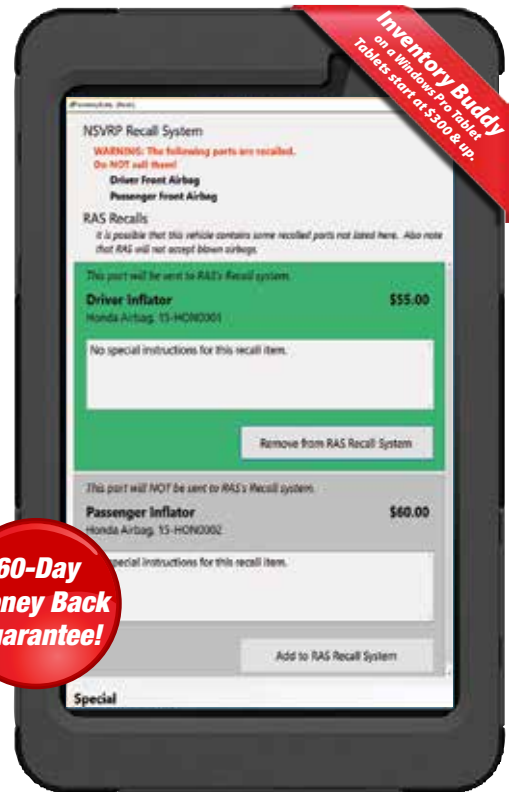 Inventory Buddy
on a Windows Pro Tablet
Tablets start at $300 & up.
NSVRP Recall System
WARNING: The following parts are recalled.
Do NOT sell them!
Driver Front Airbag
Passenger Front Airbag
RAS Recalls
It is possible that this vehicle contains some recalled parts not listed here. Also note
that RAS will not accept blown airbags.
This part will be sent to RAS's Recall system.
Driver Inflator
$55.00
Honda Airbag, 15-HON0001
No special instructions for this recall item.
Remove from RAS Recall System
This part will NOT be sent to RAS's Recall system.
Passenger Inflator
$60.00
Honda Airbag, 15-HON0002
special instructions for this recall item.
Add to RAS Recall System
Special
60-Day
ney Back
uarantee!